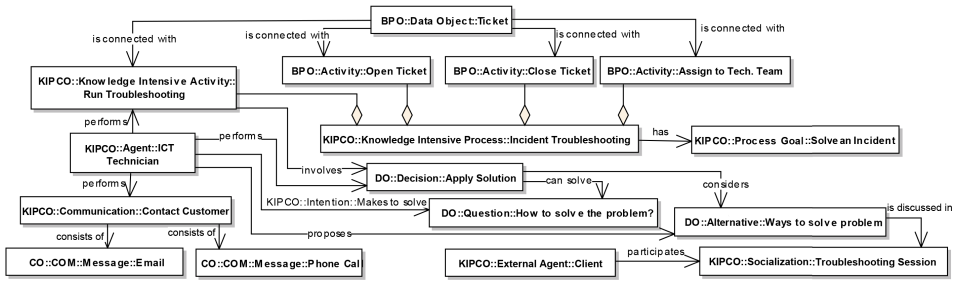 BPO::Data Object::Ticket
is connected with
is connected with
is connected with
is connected with
KIPCO::Knowledge Intensive Activity::
Run Troubleshooting
BPO::Activity::Open Ticket
BPO::Activity::Close Ticket
BPO::Activity::Assign to Tech. Team
performs
KIPCO::Knowledge Intensive Process::Incident Troubleshooting
has
KIPCO::Process Goal::Solve an Incident
KIPCO::Agent::ICT
Technician
performs
performs
involves
DO::Decision::Apply Solution
can solve
considers
KIPCO::Intention::Makes to solve
KIPCO::Communication::Contact Customer
DO::Question::How to solve the problem?
DO::Alternative::Ways to solve problem
is discussed in
consists of
consists of
proposes
CO::COM::Message::Email
CO::COM::Message::Phone Call
KIPCO::External Agent::Client
participates
KIPCO::Socialization::Troubleshooting Session